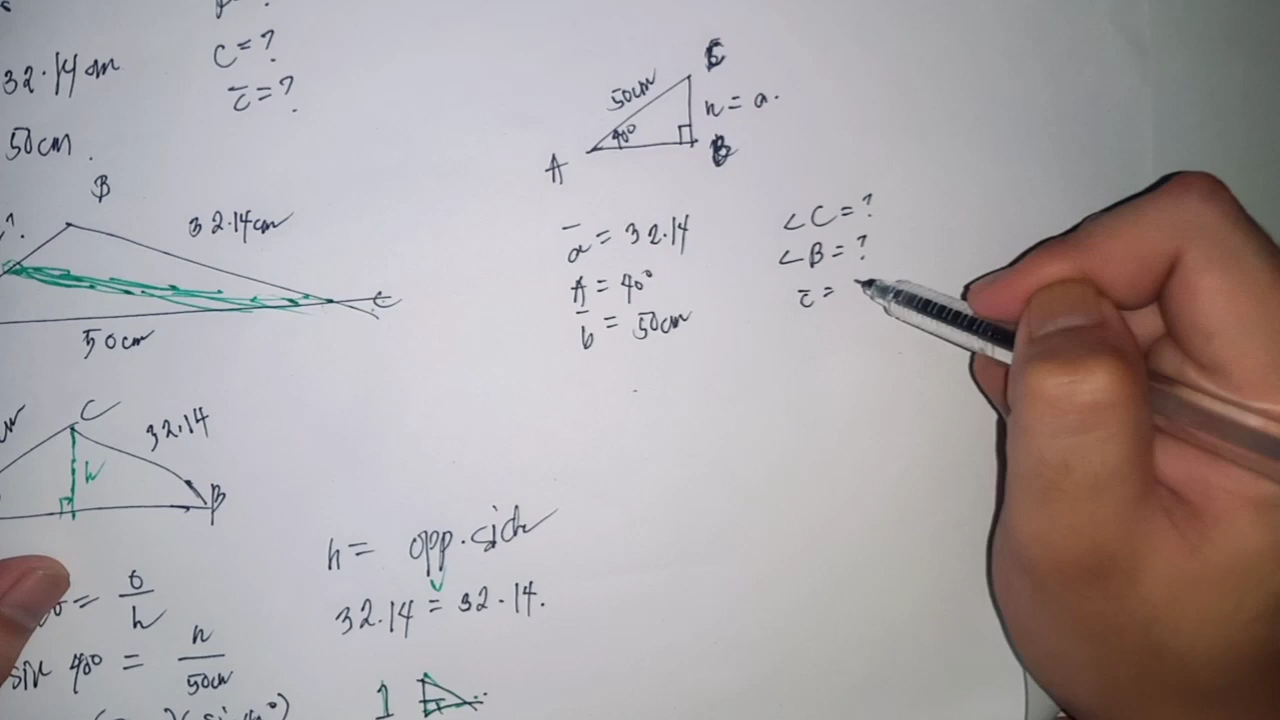 C = ?
c̄ = ?
32.14 cm
50cm.
B
?.
32.14cm
C
50cm
C
32.14
h
B
= o/h
sin 40° = h/50cm
h = opp. side
32.14 = 32.14.
1
C
50cm
h = a.
40°
A
B
ā = 32.14
A = 40°
b̄ = 50cm
∠C = ?
∠B = ?
c̄ =